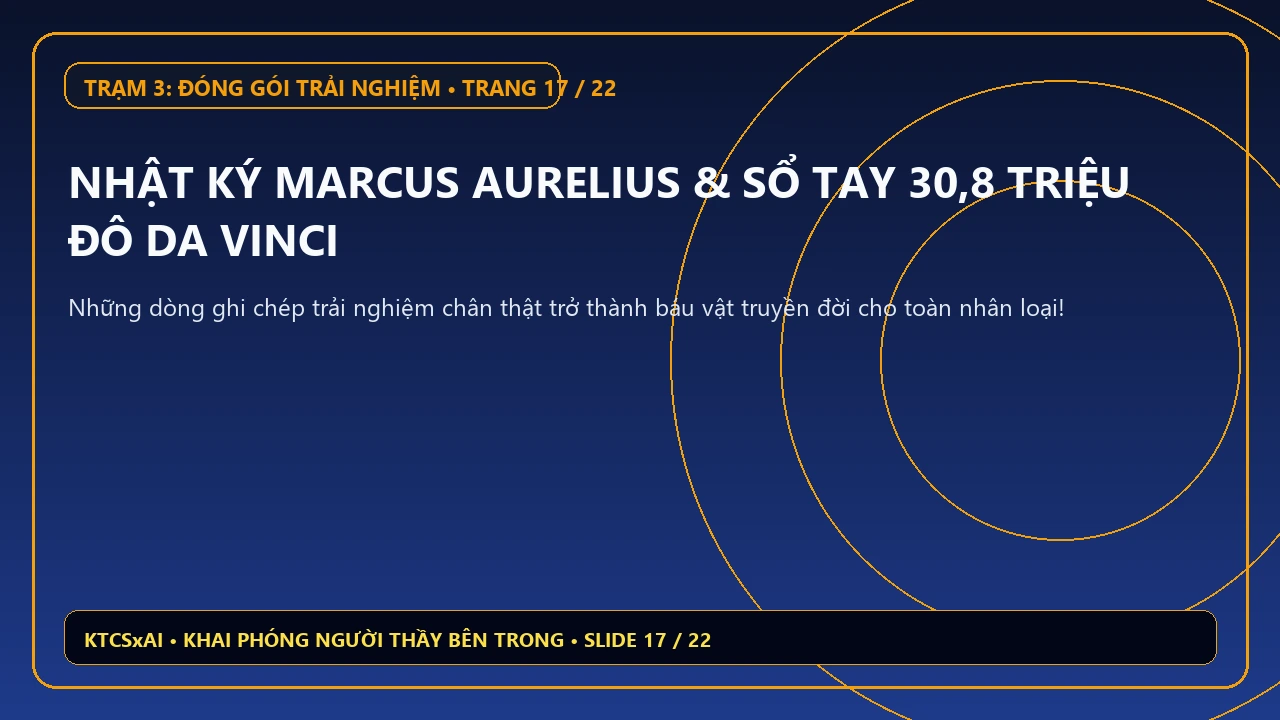 TRẠM 3: ĐÓNG GÓI TRẢI NGHIỆM • TRANG 17 / 22
NHẬT KÝ MARCUS AURELIUS & SỔ TAY 30,8 TRIỆU
ĐÔ DA VINCI
Những dòng ghi chép trải nghiệm chân thật trở thành báu vật truyền đời cho toàn nhân loại!
KTCSxAI • KHAI PHÓNG NGƯỜI THẦY BÊN TRONG • SLIDE 17 / 22